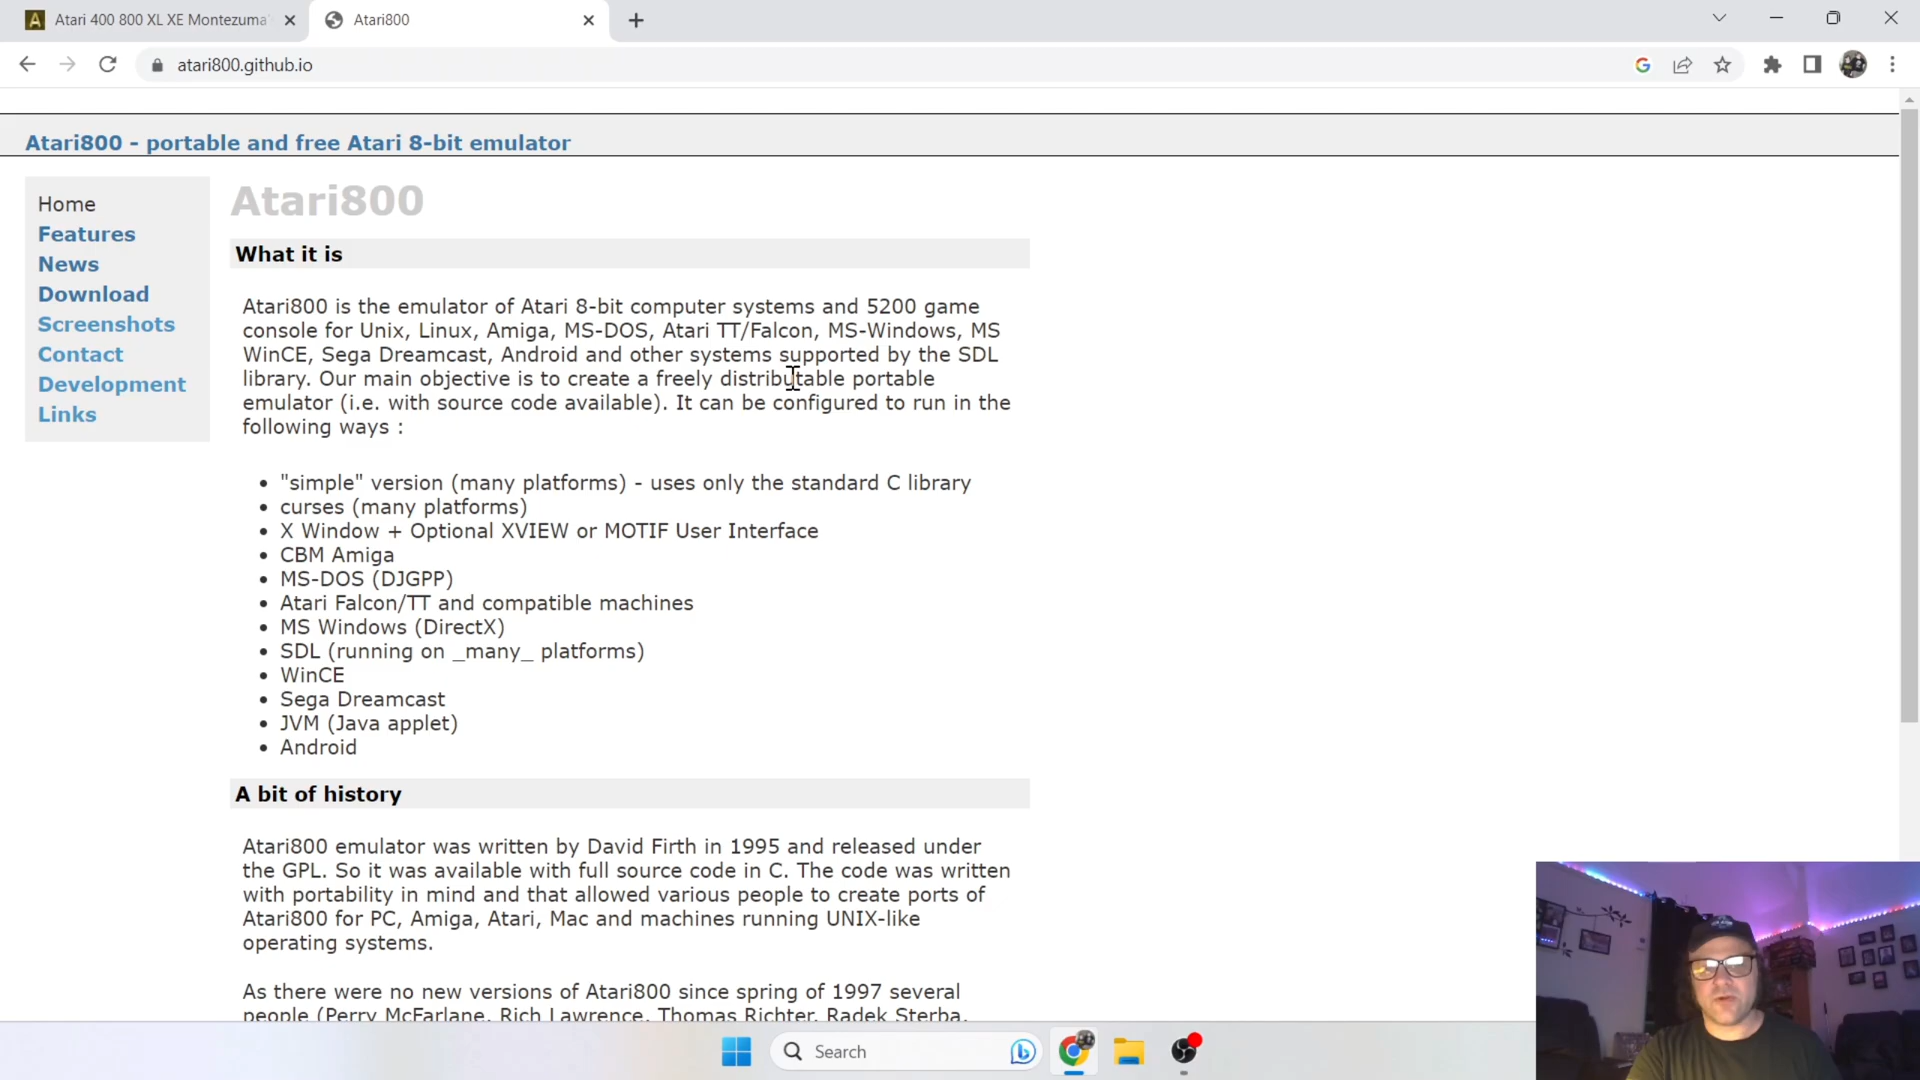 Atari 400 800 XL XE Montezuma'
Atari800
atari800.github.io
Atari800 - portable and free Atari 8-bit emulator
Home
Features
News
Download
Screenshots
Contact
Development
Links
Atari800
What it is
Atari800 is the emulator of Atari 8-bit computer systems and 5200 game
console for Unix, Linux, Amiga, MS-DOS, Atari TT/Falcon, MS-Windows, MS
WinCE, Sega Dreamcast, Android and other systems supported by the SDL
library. Our main objective is to create a freely distributable portable
emulator (i.e. with source code available). It can be configured to run in the
following ways :
• "simple" version (many platforms) - uses only the standard C library
• curses (many platforms)
• X Window + Optional XVIEW or MOTIF User Interface
• CBM Amiga
• MS-DOS (DJGPP)
• Atari Falcon/TT and compatible machines
• MS Windows (DirectX)
• SDL (running on _many_ platforms)
• WinCE
• Sega Dreamcast
• JVM (Java applet)
• Android
A bit of history
Atari800 emulator was written by David Firth in 1995 and released under
the GPL. So it was available with full source code in C. The code was written
with portability in mind and that allowed various people to create ports of
Atari800 for PC, Amiga, Atari, Mac and machines running UNIX-like
operating systems.
As there were no new versions of Atari800 since spring of 1997 several
people (Perry McFarlane, Rich Lawrence, Thomas Richter, Radek Sterba,
Search